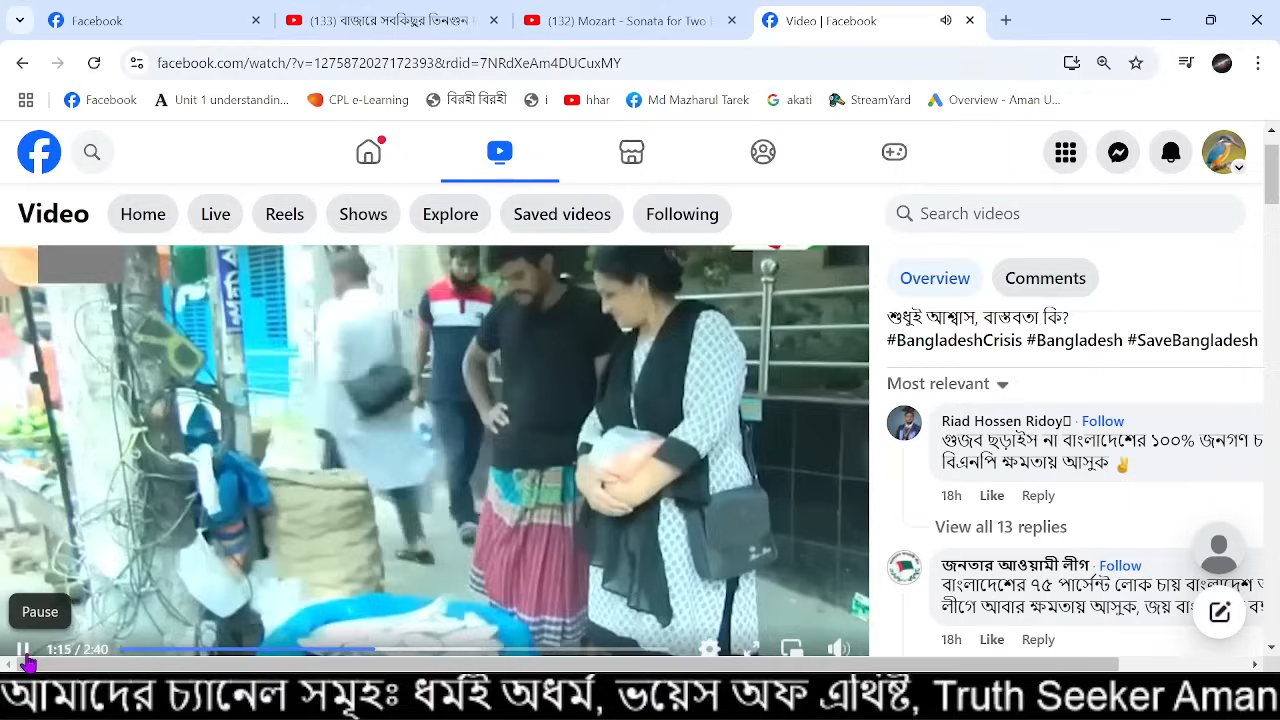 Facebook
(133) বাজারে সবকিছুর তিনগুন
(132) Mozart - Sonata for Two
Video | Facebook
facebook.com/watch/?v=1275872027172393&rdid=7NRdXeAm4DUCuxMY
Facebook
Unit 1 understandin...
CPL e-Learning
বিরহী বিরহী
i
hhar
Md Mazharul Tarek
akati
StreamYard
Overview - Aman U...
Video
Home
Live
Reels
Shows
Explore
Saved videos
Following
Search videos
Overview
Comments
শুধুই আশ্বাস, বাস্তবতা কি?
#BangladeshCrisis #Bangladesh #SaveBangladesh
Most relevant
Riad Hossen Ridoy · Follow
গুজব ছড়াইস না বাংলাদেশের ১০০% জনগণ চ
বিএনপি ক্ষমতায় আসুক ✌
18h Like Reply
View all 13 replies
জনতার আওয়ামী লীগ · Follow
বাংলাদেশের ৭৫ পার্সেন্ট লোক চায় বাংলাদেশ
লীগে আবার ক্ষমতায় আসুক, জয়
18h Like Reply
Pause
1:15 / 2:40
আমাদের চ্যানেল সমূহঃ ধর্মই অধর্ম, ভয়েস অফ এথিষ্ট, Truth Seeker Aman